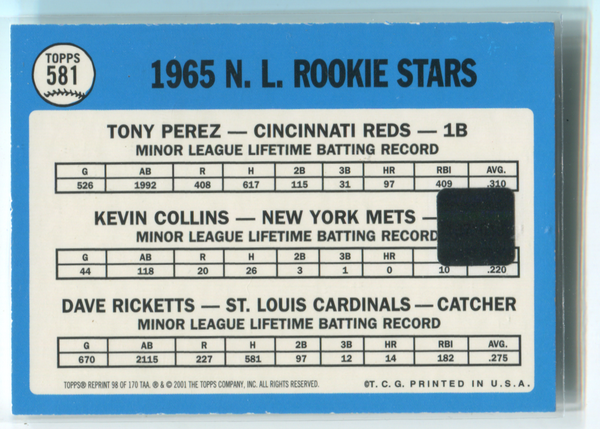 TOPPS
581
1965 N. L. ROOKIE STARS
TONY PEREZ — CINCINNATI REDS — 1B
MINOR LEAGUE LIFETIME BATTING RECORD
G AB R H 2B 3B HR RBI AVG.
526 1992 408 617 115 31 97 409 .310
KEVIN COLLINS — NEW YORK METS —
MINOR LEAGUE LIFETIME BATTING RECORD
G AB R H 2B 3B HR
44 118 20 26 3 1 0 10 .220
DAVE RICKETTS — ST. LOUIS CARDINALS — CATCHER
MINOR LEAGUE LIFETIME BATTING RECORD
G AB R H 2B 3B HR RBI AVG.
670 2115 227 581 97 12 14 182 .275
TOPPS® REPRINT 98 OF 170 TAA. ® & © 2001 THE TOPPS COMPANY, INC. ALL RIGHTS RESERVED. ©T. C. G. PRINTED IN U. S. A.